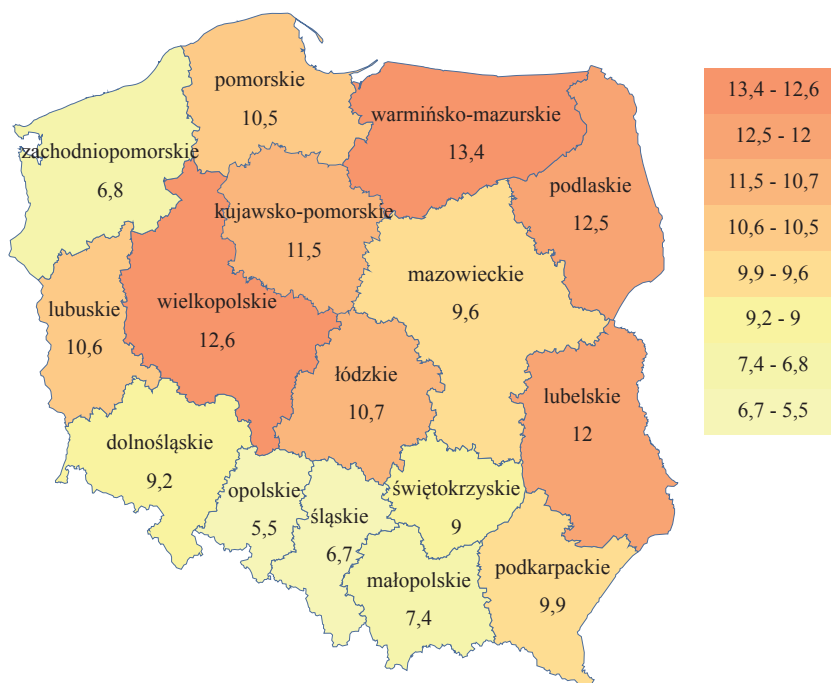 pomorskie
10,5
warmińsko-mazurskie
13,4
zachodniopomorskie
6,8
podlaskie
12,5
kujawsko-pomorskie
11,5
mazowieckie
9,6
wielkopolskie
12,6
lubuskie
10,6
łódzkie
10,7
lubelskie
12
dolnośląskie
9,2
opolskie
5,5
śląskie
6,7
świętokrzyskie
9
małopolskie
7,4
podkarpackie
9,9
13,4 - 12,6
12,5 - 12
11,5 - 10,7
10,6 - 10,5
9,9 - 9,6
9,2 - 9
7,4 - 6,8
6,7 - 5,5